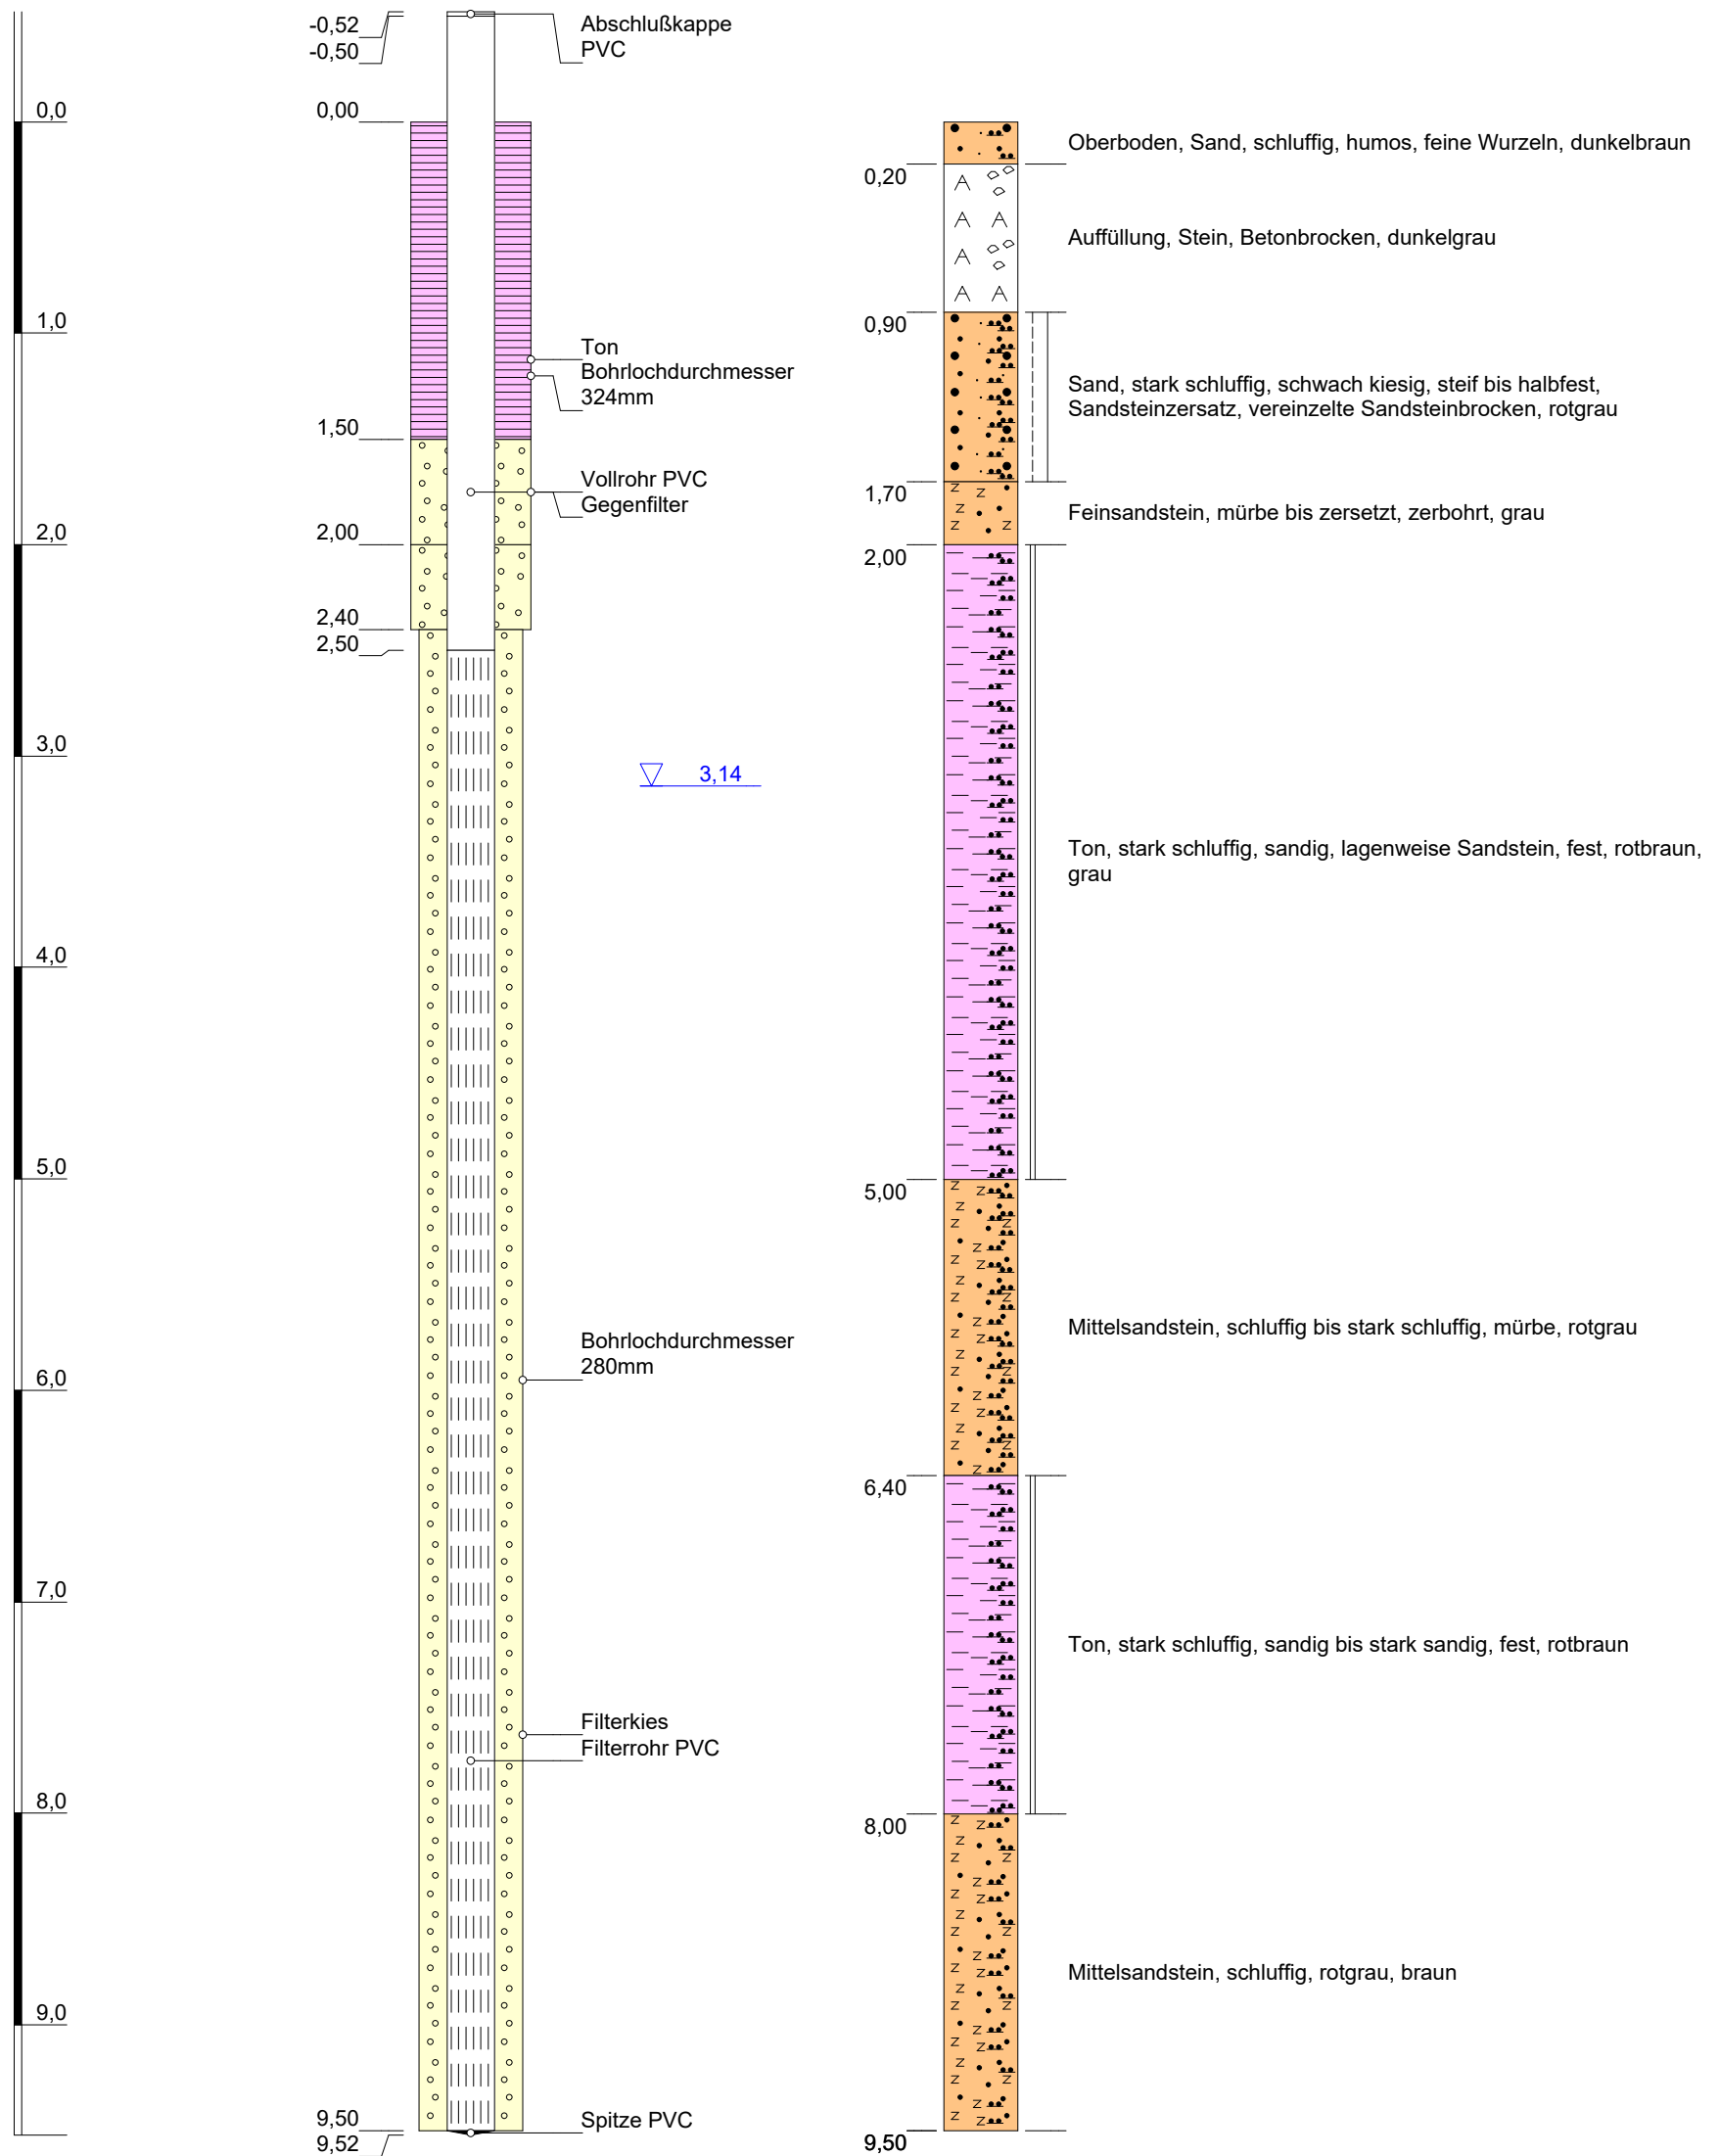 -0,52
-0,50
Abschlußkappe
PVC
0,0
0,00
Oberboden, Sand, schluffig, humos, feine Wurzeln, dunkelbraun
0,20
Auffüllung, Stein, Betonbrocken, dunkelgrau
0,90
1,0
Ton
Bohrlochdurchmesser
324mm
Sand, stark schluffig, schwach kiesig, steif bis halbfest,
Sandsteinzersatz, vereinzelte Sandsteinbrocken, rotgrau
1,50
Vollrohr PVC
Gegenfilter
1,70
Feinsandstein, mürbe bis zersetzt, zerbohrt, grau
2,0
2,00
2,00
2,40
2,50
3,0
3,14
Ton, stark schluffig, sandig, lagenweise Sandstein, fest, rotbraun,
grau
4,0
5,0
5,00
Mittelsandstein, schluffig bis stark schluffig, mürbe, rotgrau
Bohrlochdurchmesser
280mm
6,0
6,40
7,0
Ton, stark schluffig, sandig bis stark sandig, fest, rotbraun
Filterkies
Filterrohr PVC
8,0
8,00
Mittelsandstein, schluffig, rotgrau, braun
9,0
9,50
Spitze PVC
9,52
9,50